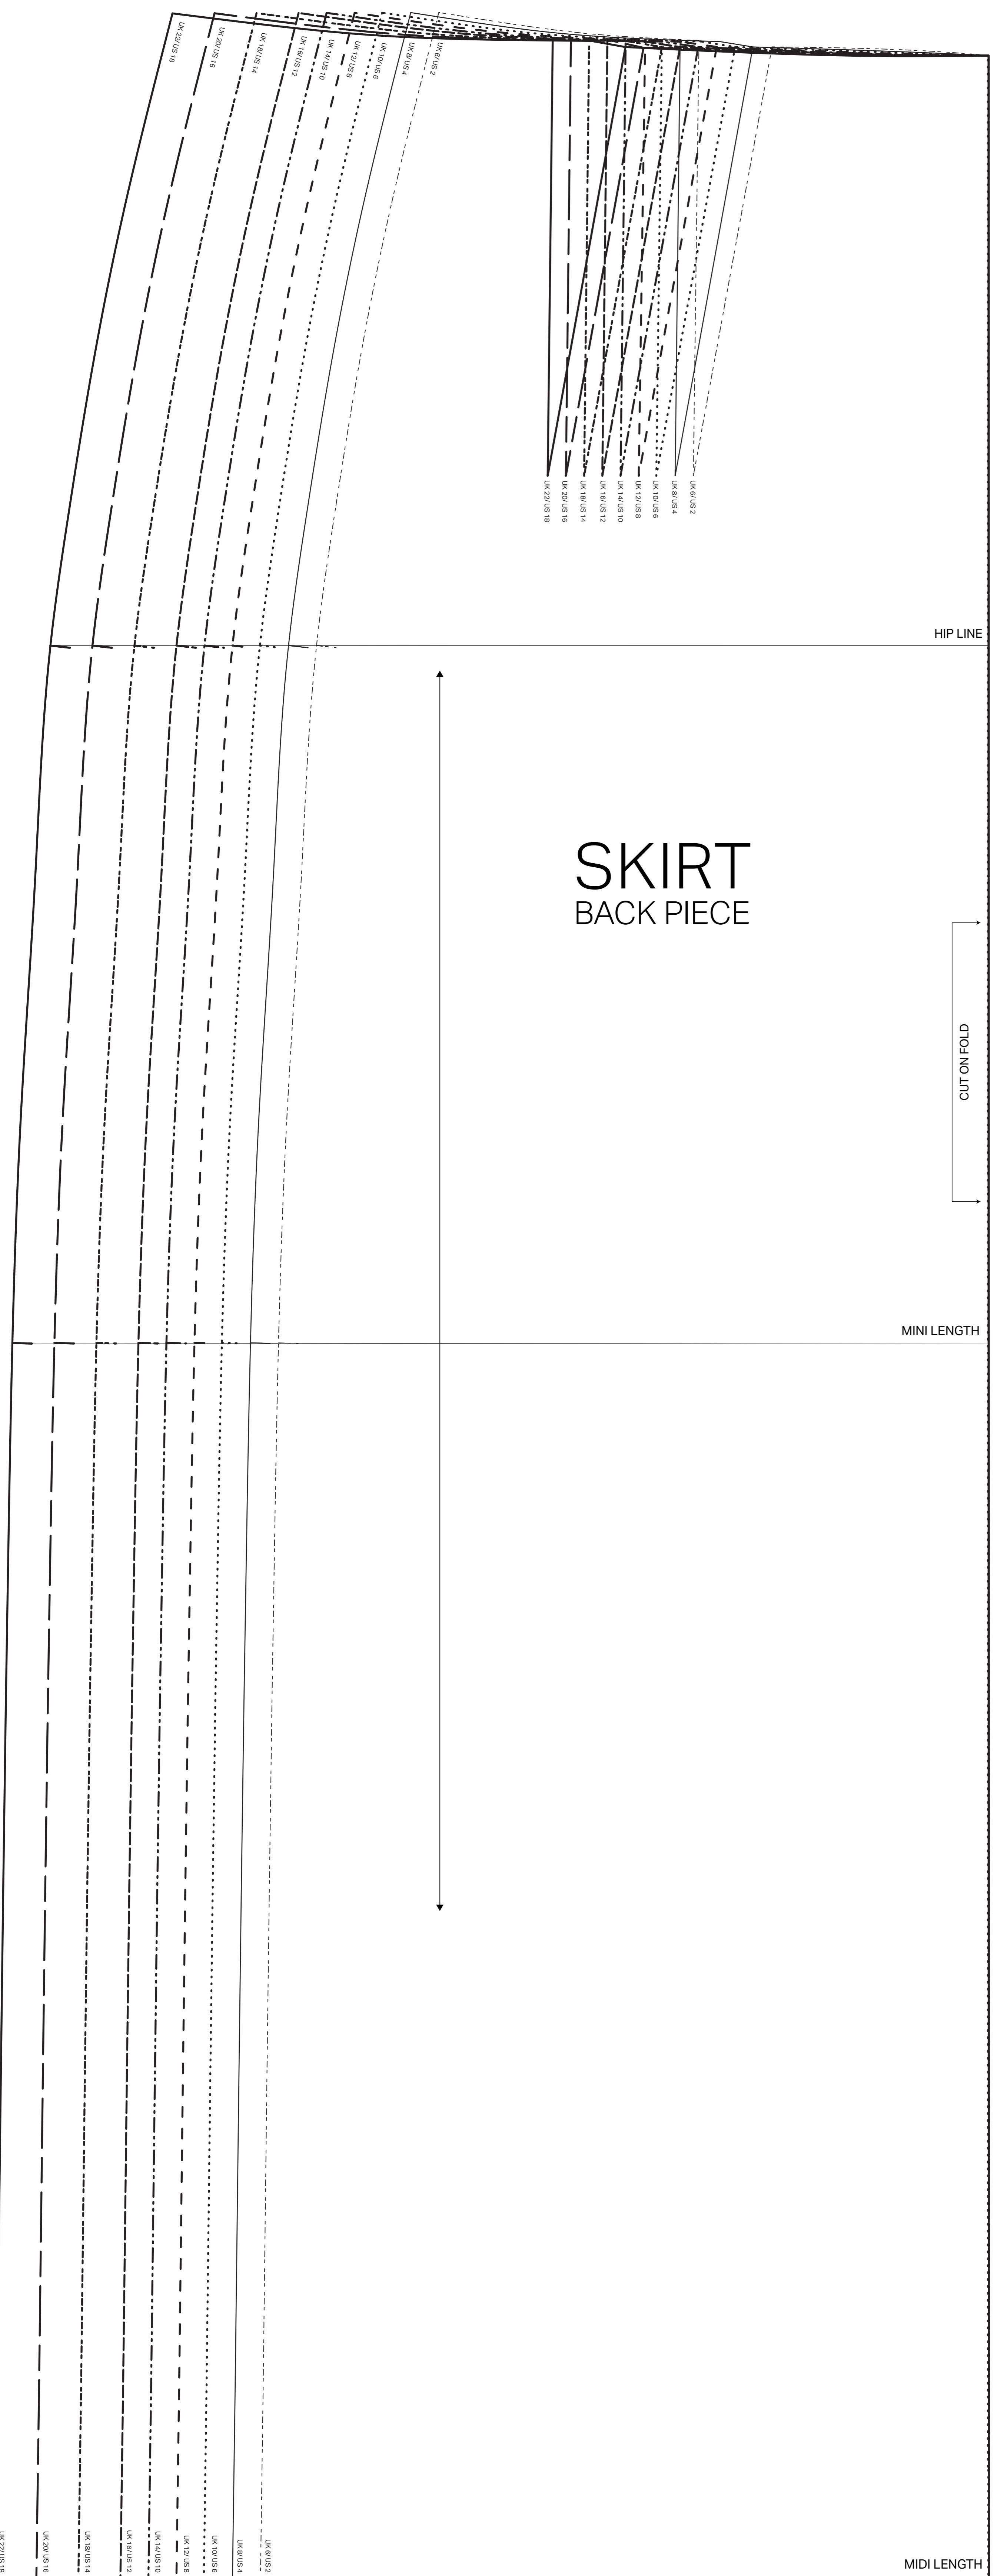 UK 22/ US 18
UK 20/ US 16
UK 18/ US 14
UK 16/ US 12
UK 14/ US 10
UK 12/ US 8
UK 10/ US 6
UK 8/ US 4
UK 6/ US 2
UK 22/ US 18
UK 20/ US 16
UK 18/ US 14
UK 16/ US 12
UK 14/ US 10
UK 12/ US 8
UK 10/ US 6
UK 8/ US 4
UK 6/ US 2
HIP LINE
SKIRT
BACK PIECE
CUT ON FOLD
MINI LENGTH
UK 22/ US 18
UK 20/ US 16
UK 18/ US 14
UK 16/ US 12
UK 14/ US 10
UK 12/ US 8
UK 10/ US 6
UK 8/ US 4
UK 6/ US 2
MIDI LENGTH